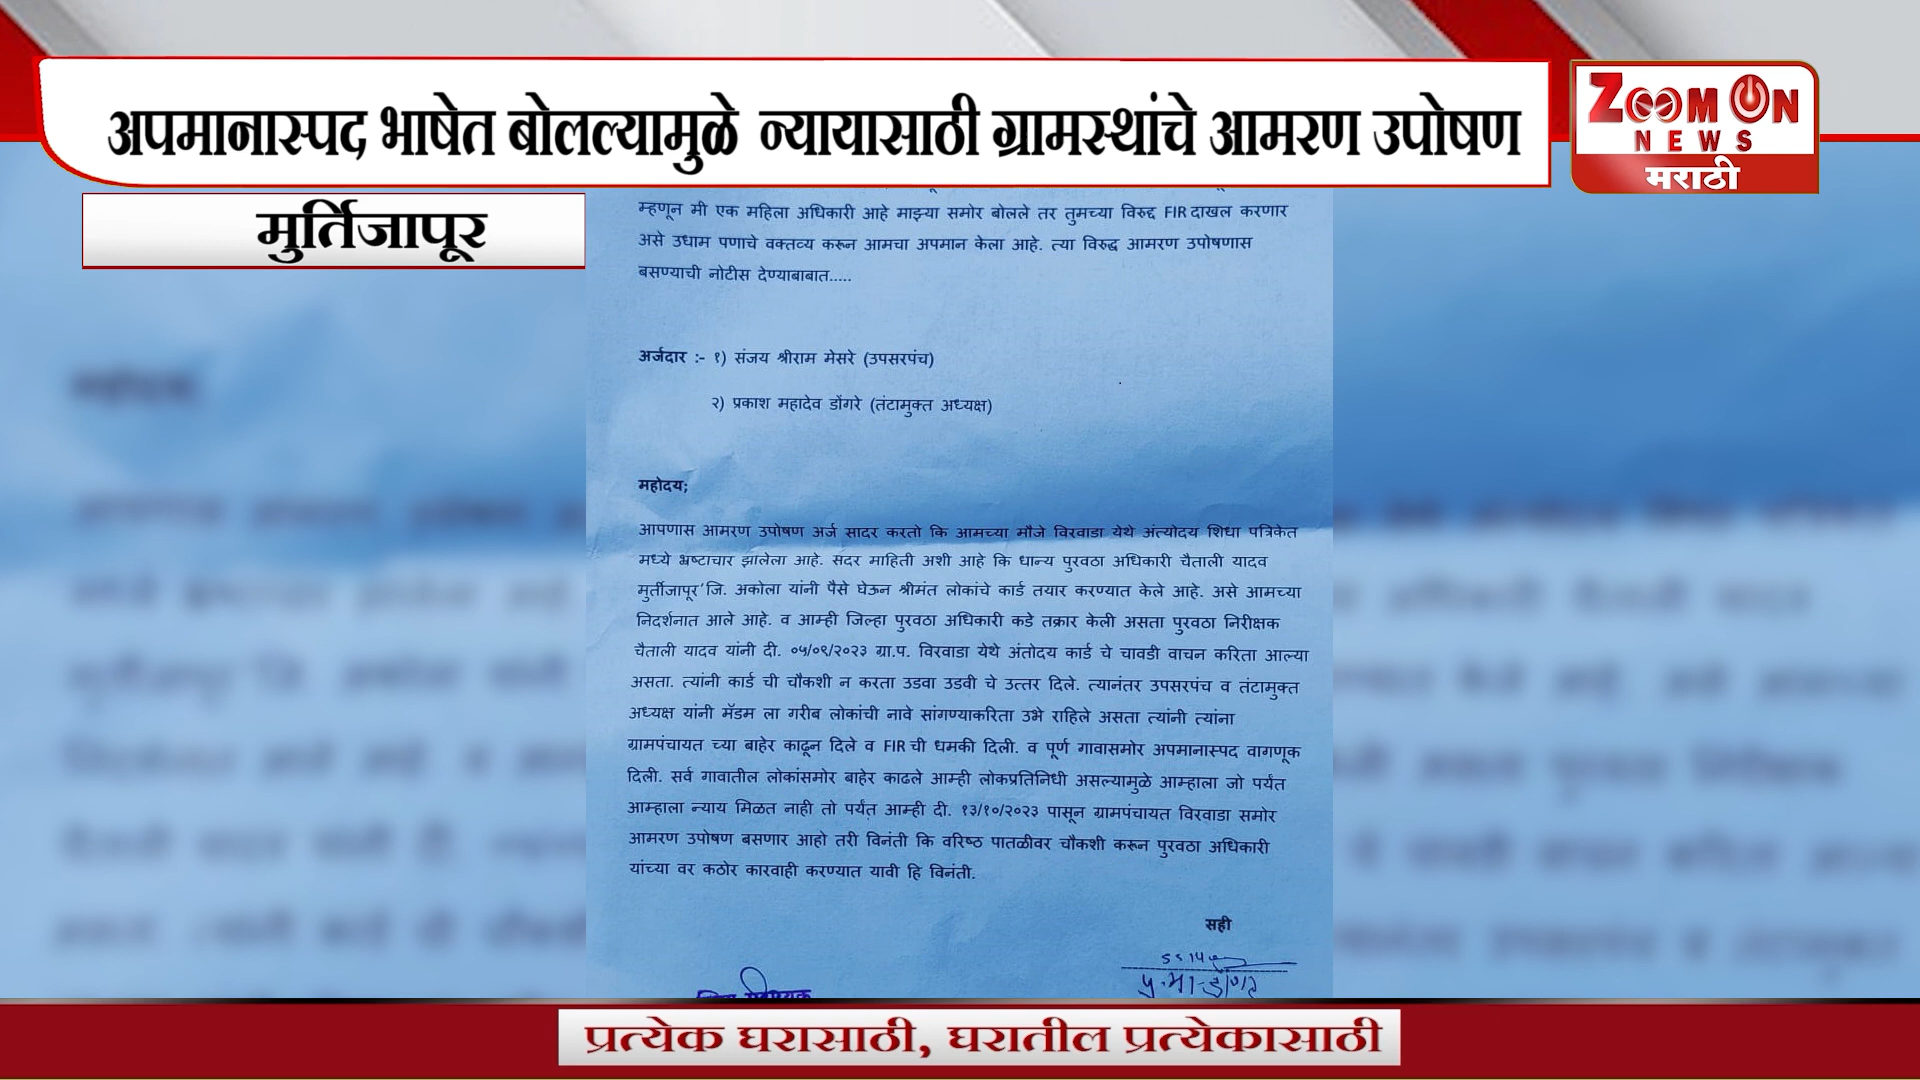 अपमानास्पद भाषेत बोलल्यामुळे न्यायासाठी ग्रामस्थांचे आमरण उपोषण
ZOOM ON
NEWS
मराठी
मुर्तिजापूर
म्हणून मी एक महिला अधिकारी आहे माझ्या समोर बोलले तर तुमच्या विरुद्द FIR दाखल करणार
असे उधाम पणाचे वक्तव्य करून आमचा अपमान केला आहे. त्या विरुद्ध आमरण उपोषणास
बसण्याची नोटीस देण्याबाबात.....
अर्जदार :- १) संजय श्रीराम मेसरे (उपसरपंच)
२) प्रकाश महादेव डोंगरे (तंटामुक्त अध्यक्ष)
महोदय;
आपणास आमरण उपोषण अर्ज सादर करतो कि आमच्या मौजे विरवाडा येथे अंत्योदय शिधा पत्रिकेत
मध्ये भ्रष्टाचार झालेला आहे. सदर माहिती अशी आहे कि धान्य पुरवठा अधिकारी चैताली यादव
मुर्तीजापूर जि. अकोला यांनी पैसे घेऊन श्रीमंत लोकांचे कार्ड तयार करण्यात केले आहे. असे आमच्या
निदर्शनात आले आहे. व आम्ही जिल्हा पुरवठा अधिकारी कडे तक्रार केली असता पुरवठा निरीक्षक
चैताली यादव यांनी दी. ०५/०९/२०२३ ग्रा.प. विरवाडा येथे अंतोदय कार्ड चे चावडी वाचन करिता आल्या
असता. त्यांनी कार्ड ची चौकशी न करता उडवा उडवी चे उत्तर दिले. त्यानंतर उपसरपंच व तंटामुक्त
अध्यक्ष यांनी मॅडम ला गरीब लोकांची नावे सांगण्याकरिता उभे राहिले असता त्यांनी त्यांना
ग्रामपंचायत च्या बाहेर काढून दिले व FIR ची धमकी दिली. व पूर्ण गावासमोर अपमानास्पद वागणूक
दिली. सर्व गावातील लोकांसमोर बाहेर काढले आम्ही लोकप्रतिनिधी असल्यामुळे आम्हाला जो पर्यंत
आम्हाला न्याय मिळत नाही तो पर्यंत आम्ही दी. १३/१०/२०२३ पासून ग्रामपंचायत विरवाडा समोर
आमरण उपोषण बसणार आहो तरी विनंती कि वरिष्ठ पातळीवर चौकशी करून पुरवठा अधिकारी
यांच्या वर कठोर कारवाही करण्यात यावी हि विनंती.
सही
प्रत्येक घरासाठी, घरातील प्रत्येकासाठी